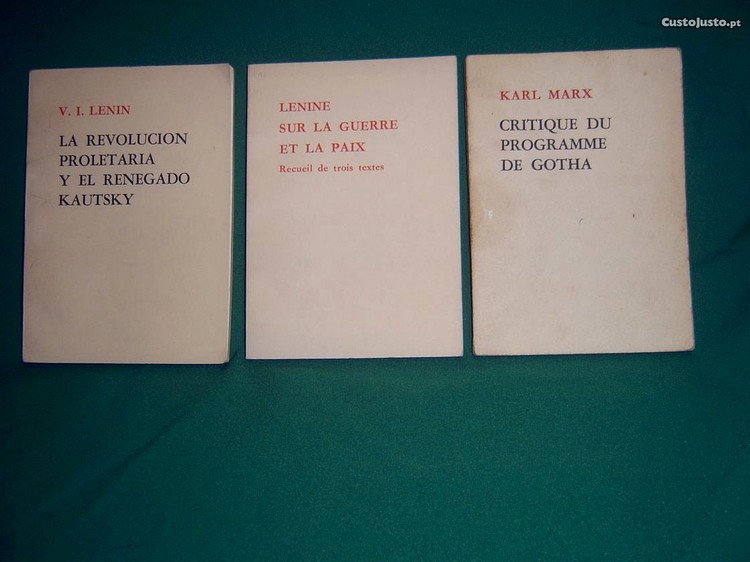 CustoJusto.pt
V. I. LENIN
LA REVOLUCION
PROLETARIA
Y EL RENEGADO
KAUTSKY
LENINE
SUR LA GUERRE
ET LA PAIX
Recueil de trois textes
KARL MARX
CRITIQUE DU
PROGRAMME
DE GOTHA